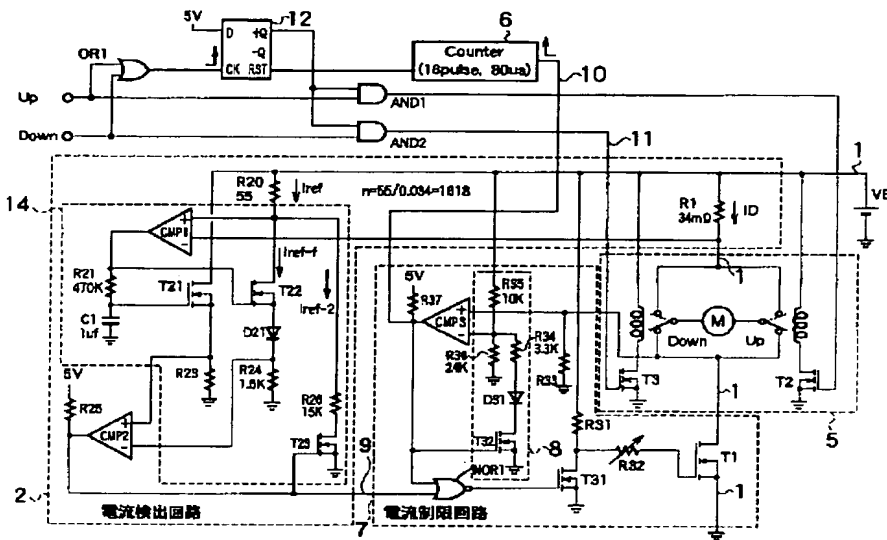 12
6
5V
D +Q
-Q
CK RST
OR1
Counter
(16pulse, 80us)
10
Up
AND1
Down
AND2
11
1
R20
55
Iref
n=55/0.034=1618
R1
34mΩ
ID
VB
14
CMP1
Iref-f
Iref-2
R21
470K
T21
T22
C1
1uf
D21
R23
R24
1.5K
R26
15K
5V
R25
CMP2
T23
5V
R37
CMP3
R35
10K
R36
24K
R34
3.3K
R33
DS1
T32
R31
1
M
Down
Up
T3
T2
1
5
8
R32
T1
9
NOR1
T31
1
2
電流検出回路
7
電流制限回路